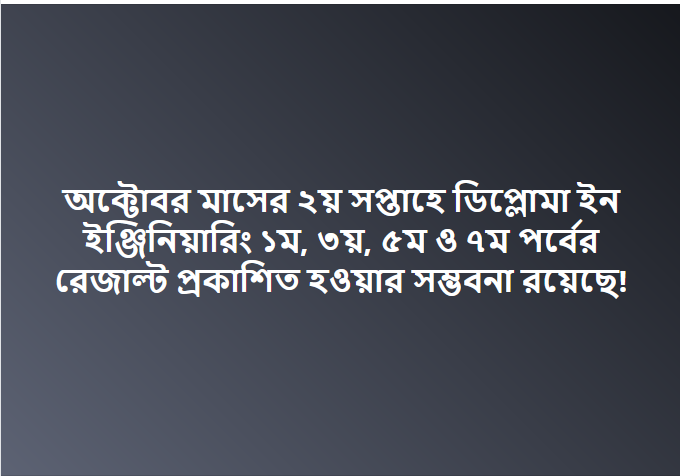 অক্টোবর মাসের ২য় সপ্তাহে ডিপ্লোমা ইন
ইঞ্জিনিয়ারিং ১ম, ৩য়, ৫ম ও ৭ম পর্বের
রেজাল্ট প্রকাশিত হওয়ার সম্ভবনা রয়েছে!